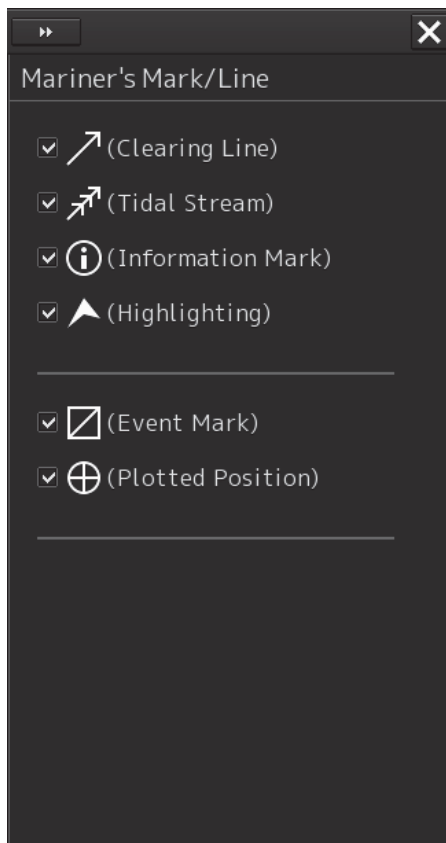 Mariner's Mark/Line
(Clearing Line)
(Tidal Stream)
(Information Mark)
(Highlighting)
(Event Mark)
(Plotted Position)